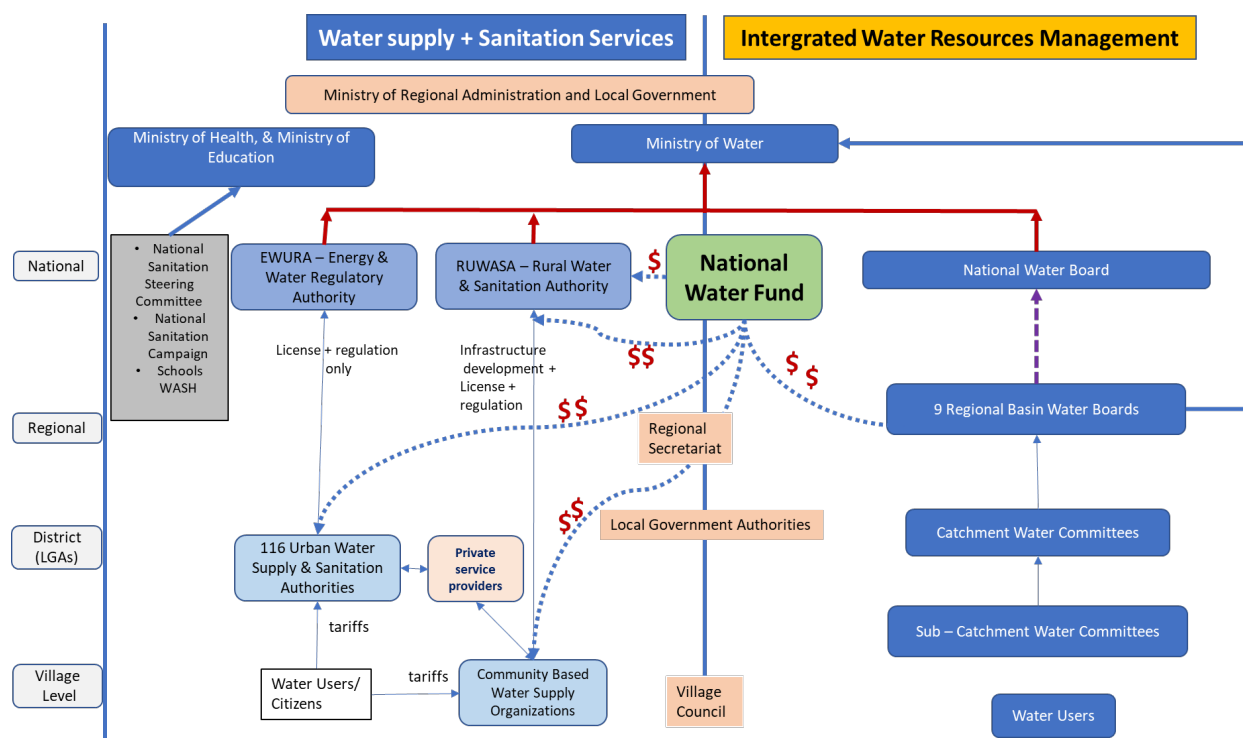 Water supply + Sanitation Services
Intergrated Water Resources Management
Ministry of Regional Administration and Local Government
Ministry of Health, & Ministry of
Education
Ministry of Water
National
• National
Sanitation
Steering
Committee
• National
Sanitation
Campaign
• Schools
WASH
EWURA – Energy &
Water Regulatory
Authority
RUWASA – Rural Water
& Sanitation Authority
$
National
Water Fund
National Water Board
License + regulation
only
Infrastructure
development +
License +
regulation
$$
$
$
Regional
$$
Regional
Secretariat
9 Regional Basin Water Boards
District
(LGAs)
$$
Local Government Authorities
Catchment Water Committees
116 Urban Water
Supply & Sanitation
Authorities
Private
service
providers
Sub – Catchment Water Committees
tariffs
Village
Level
Water Users/
Citizens
tariffs
Community Based
Water Supply
Organizations
Village
Council
Water Users